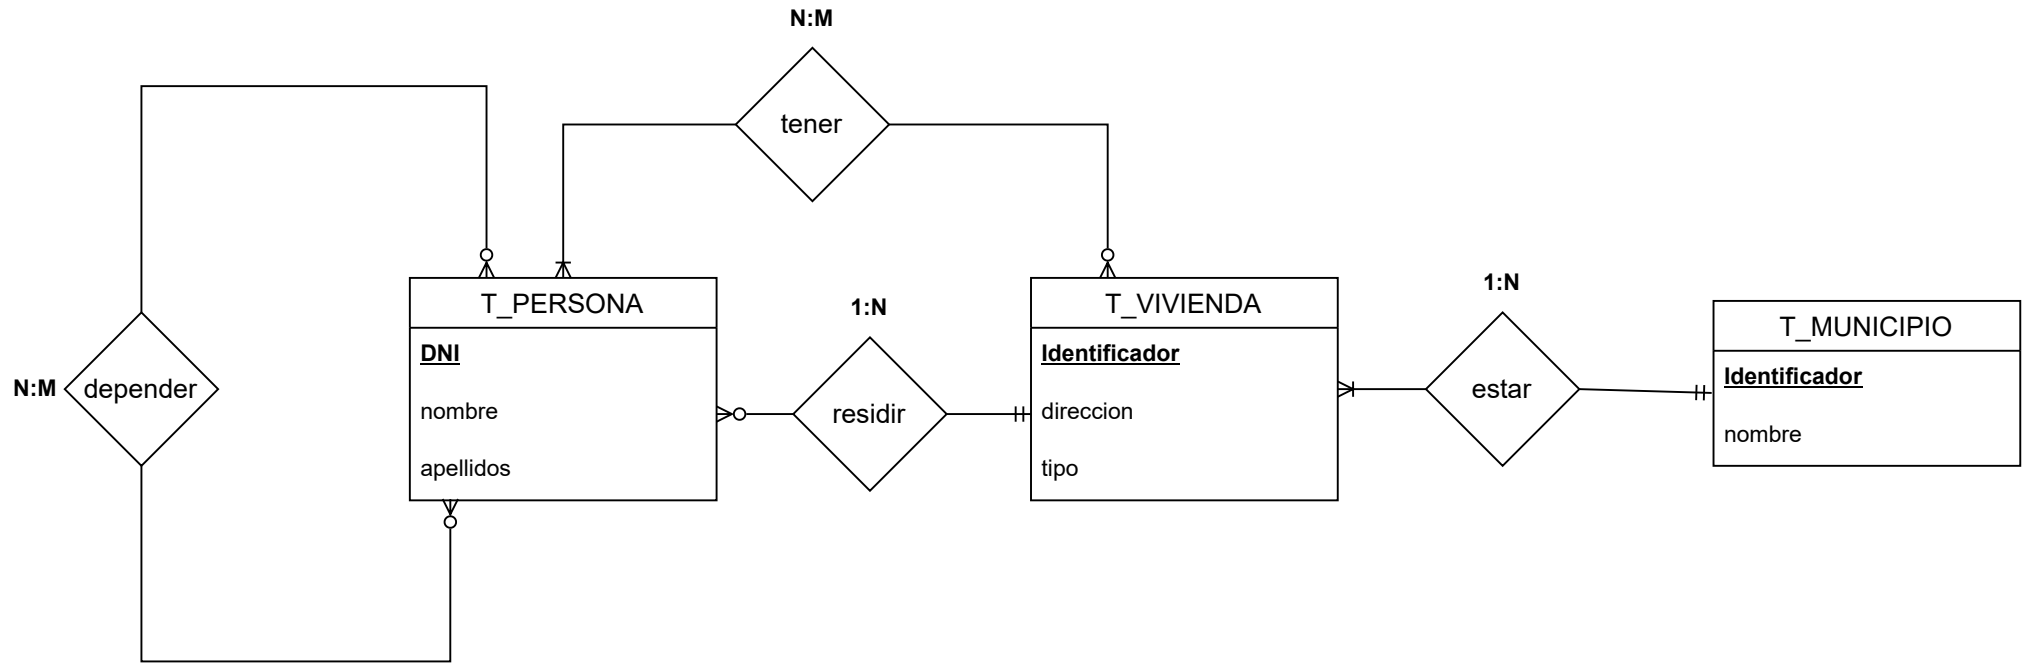 N:M
tener
T_PERSONA
DNI
nombre
apellidos
N:M
depender
1:N
residir
T_VIVIENDA
Identificador
direccion
tipo
1:N
estar
T_MUNICIPIO
Identificador
nombre